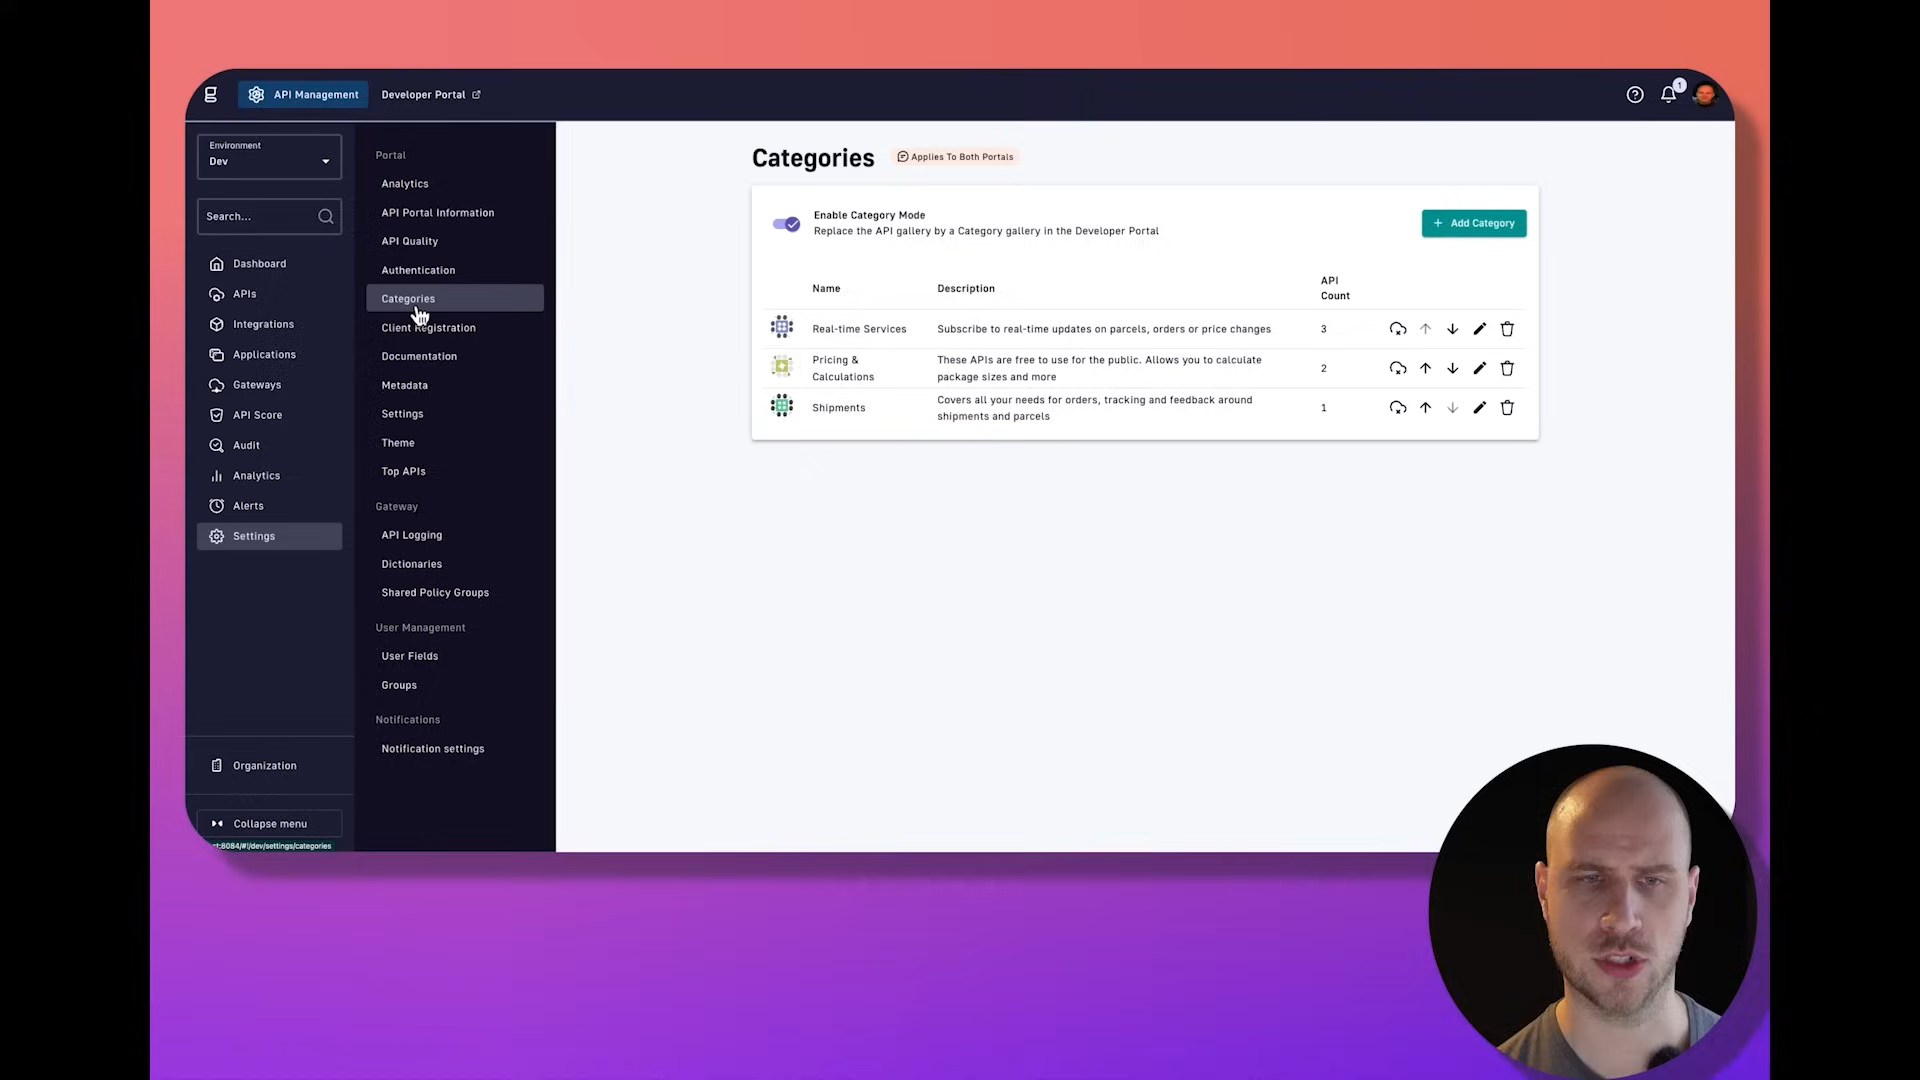 API Management
Developer Portal
1
Environment
Dev
Search...
Dashboard
APIs
Integrations
Applications
Gateways
API Score
Audit
Analytics
Alerts
Settings
Organization
Collapse menu
:8084/#!/dev/settings/categories
Portal
Analytics
API Portal Information
API Quality
Authentication
Categories
Client Registration
Documentation
Metadata
Settings
Theme
Top APIs
Gateway
API Logging
Dictionaries
Shared Policy Groups
User Management
User Fields
Groups
Notifications
Notification settings
Categories
Applies To Both Portals
Enable Category Mode
Replace the API gallery by a Category gallery in the Developer Portal
+ Add Category
Name
Description
API
Count
Real-time Services
Subscribe to real-time updates on parcels, orders or price changes
3
Pricing &
Calculations
These APIs are free to use for the public. Allows you to calculate
package sizes and more
2
Shipments
Covers all your needs for orders, tracking and feedback around
shipments and parcels
1